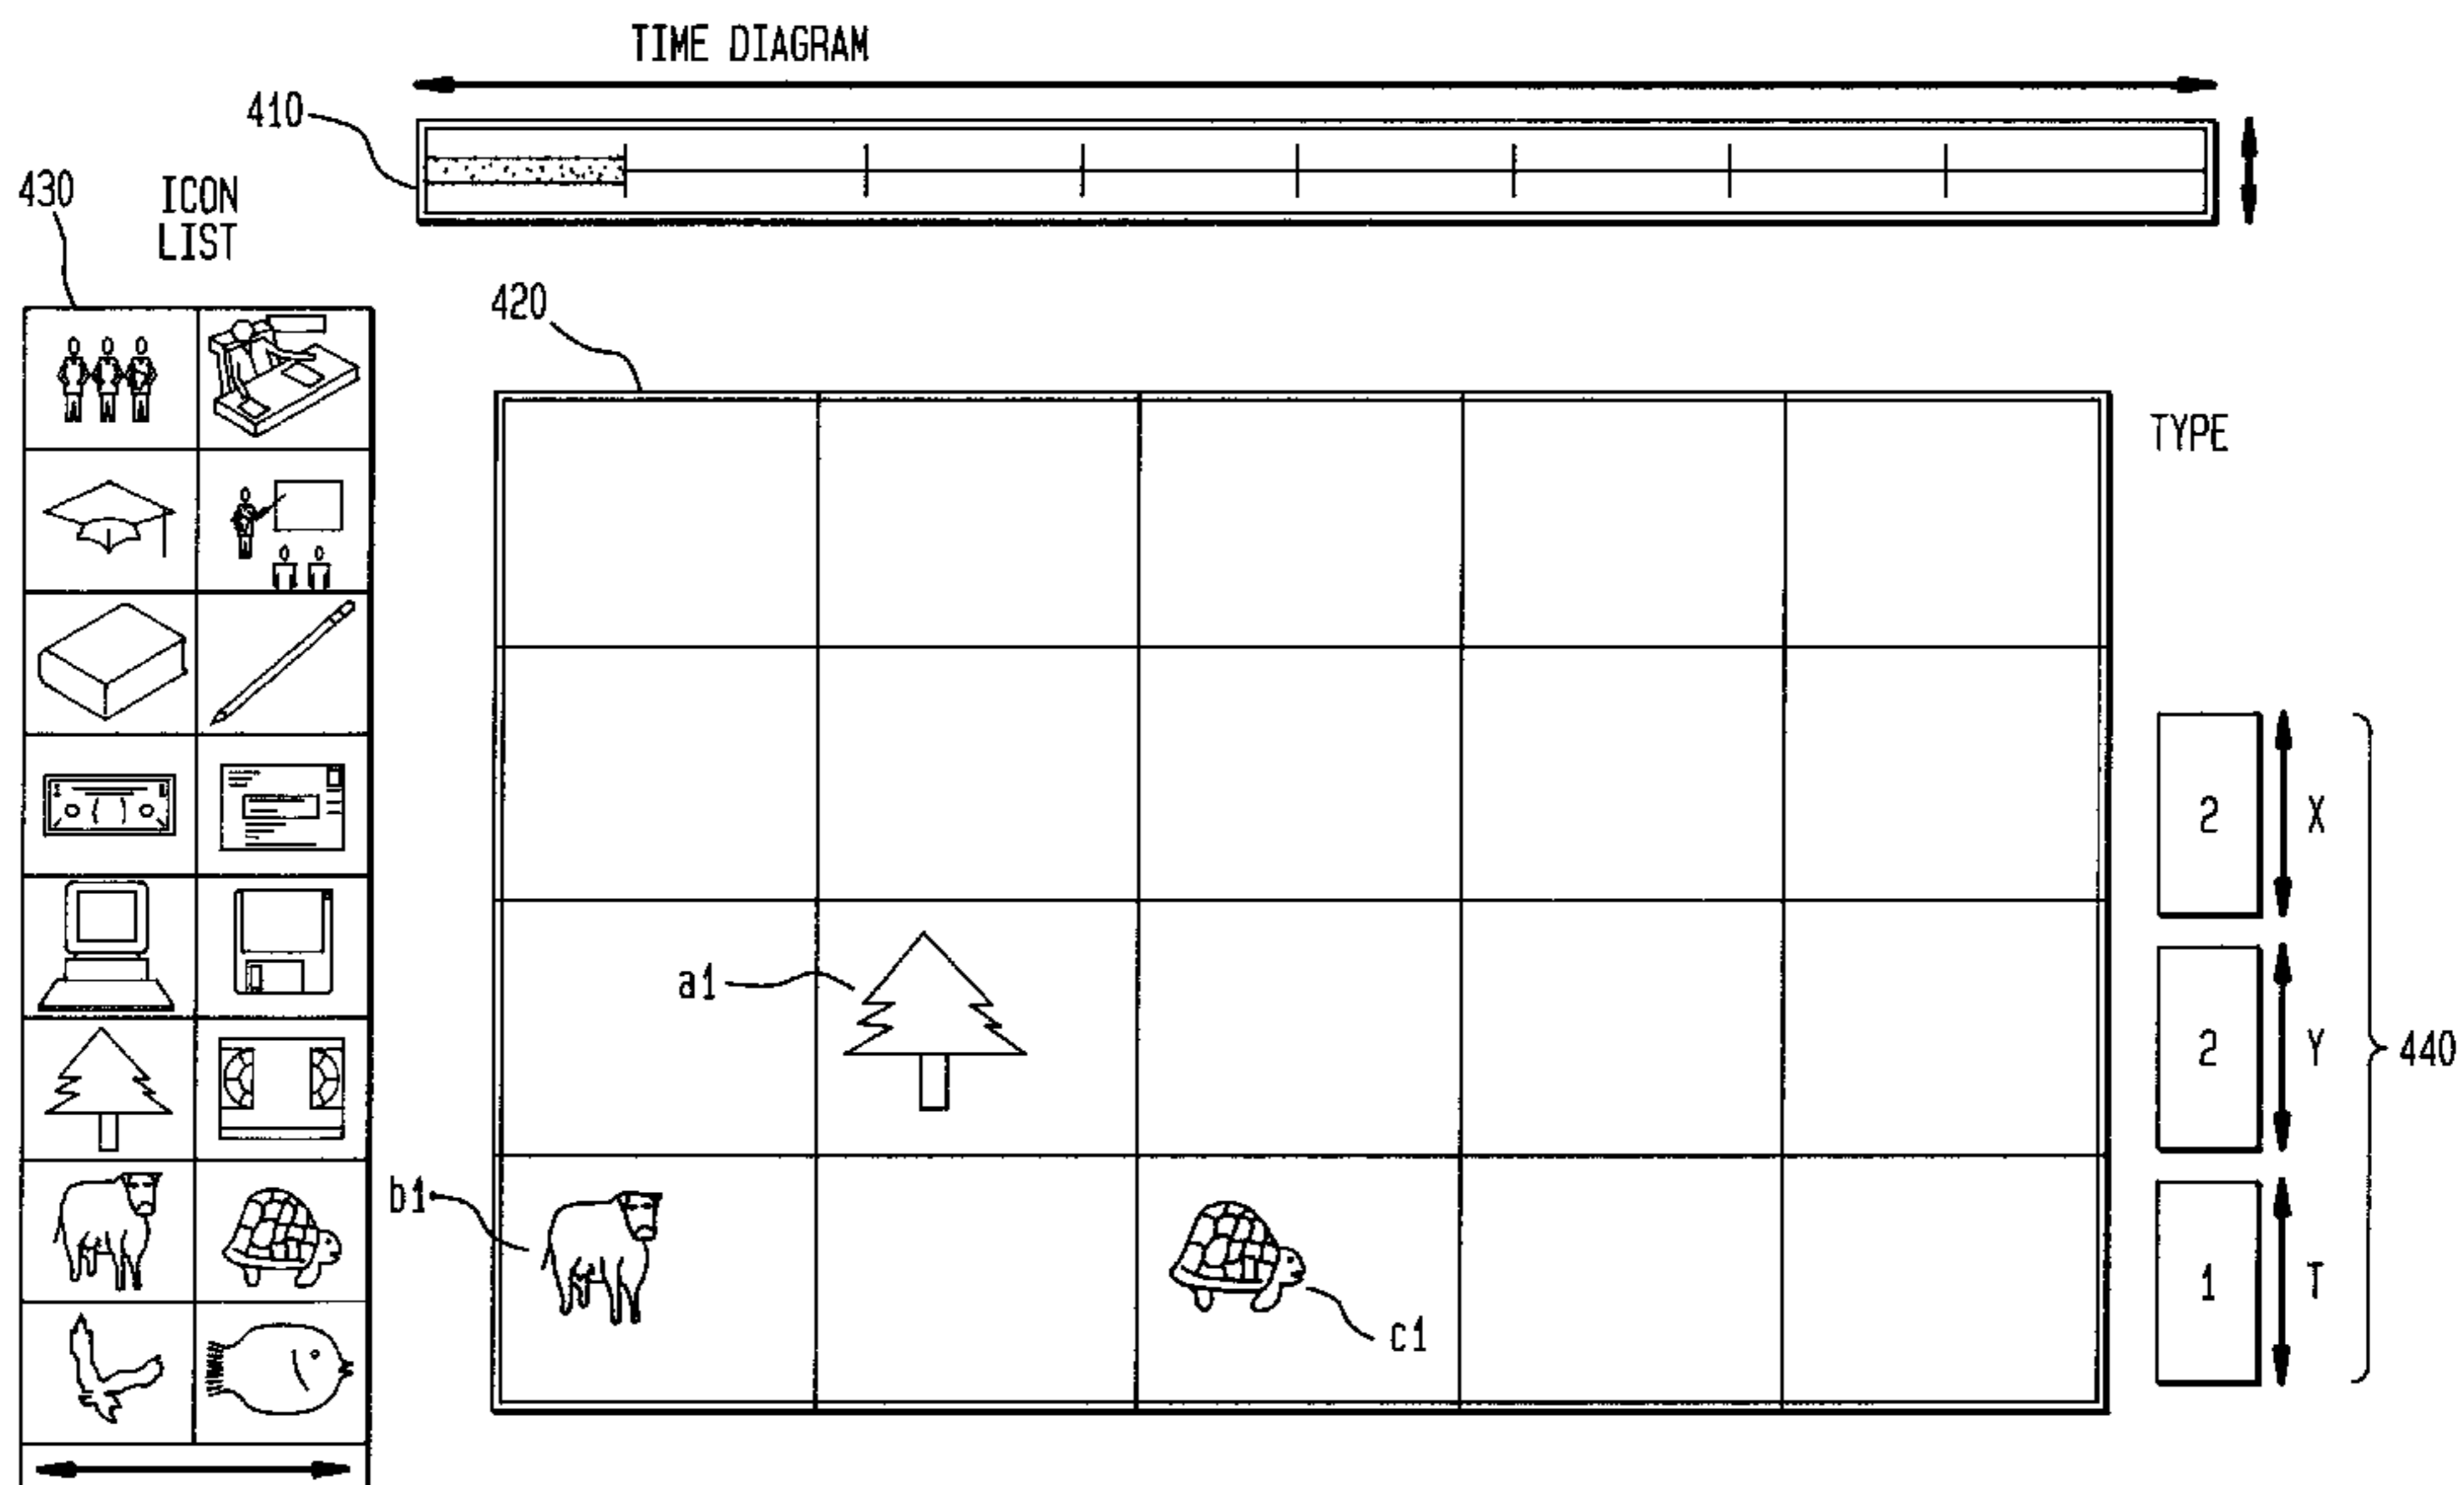 TIME DIAGRAM
410
430
ICON
LIST
420
TYPE
2
X
a1
2
Y
440
b1
1
T
c1